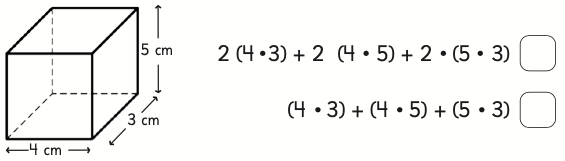 5 cm
2 (4 • 3) + 2 (4 • 5) + 2 • (5 • 3)
(4 • 3) + (4 • 5) + (5 • 3)
3 cm
4 cm